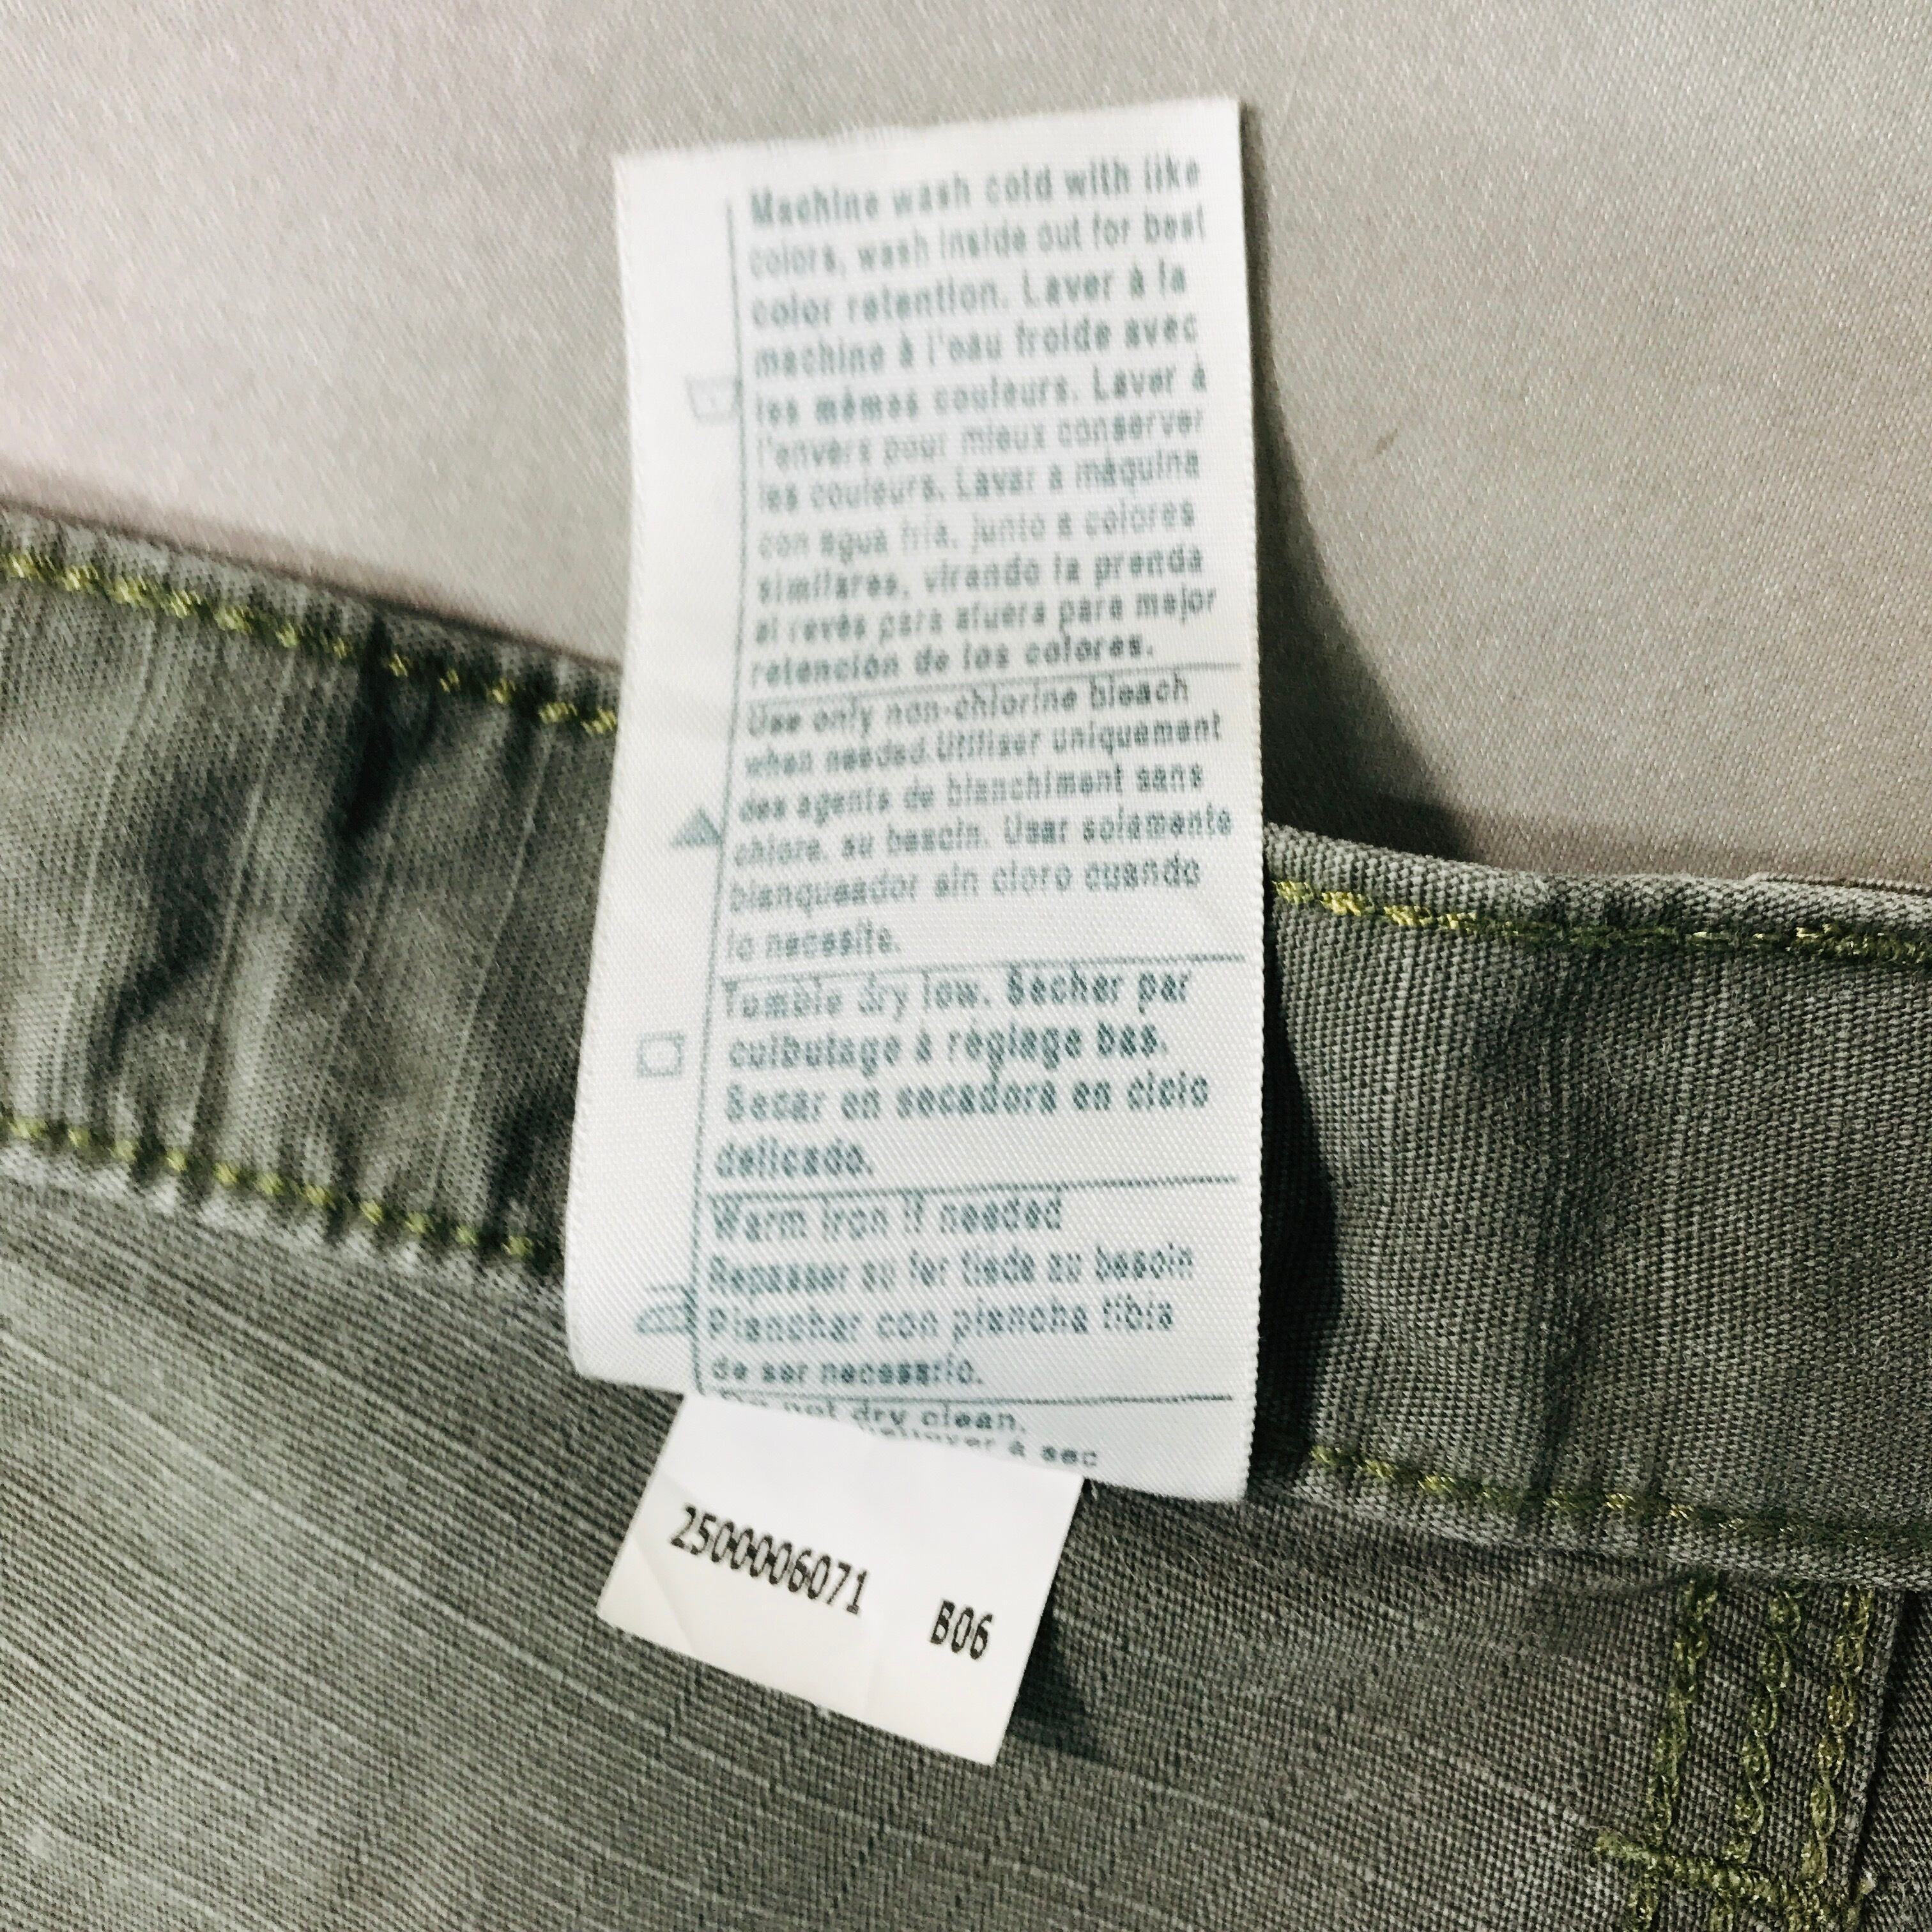 Machine wash cold with like
colors, wash inside out for best
color retention. Laver à la
machine à l'eau froide avec
les mêmes couleurs. Laver à
l'envers pour mieux conserver
les couleurs. Lavar a máquina
con agua fría, junto a colores
similares, virando la prenda
al revés para afuera para mejor
retención de los colores.
Use only non-chlorine bleach
when needed.Utiliser uniquement
des agents de blanchiment sans
chlore, au besoin. Usar solamente
blanqueador sin cloro cuando
lo necesite.
Tumble dry low. Sécher par
culbutage à réglage bas.
Secar en secadora en ciclo
delicado.
Warm iron if needed
Repasser au fer tiède au besoin
Planchar con plancha tibia
de ser necesario.
not dry clean.
à sec
2500006071 B06